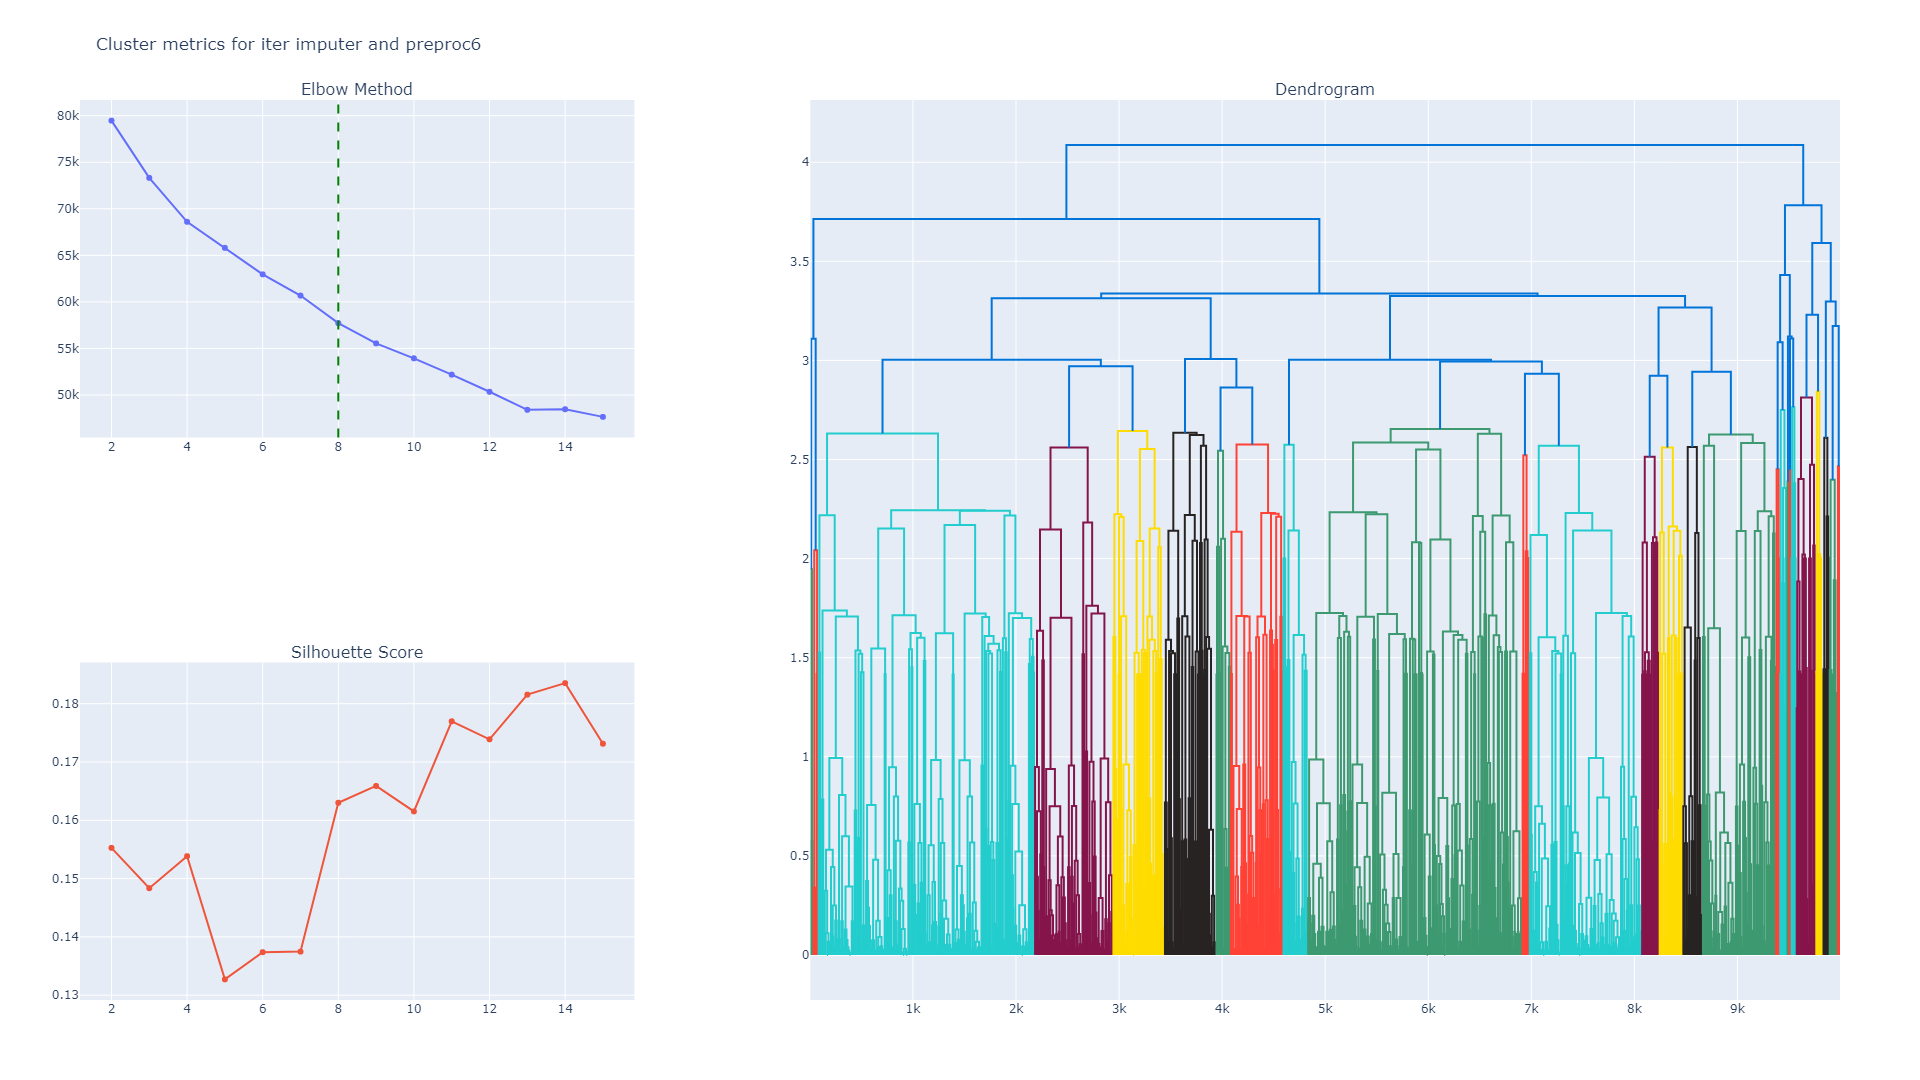 Cluster metrics for iter imputer and preproc6
Elbow Method
80k
75k
70k
65k
60k
55k
50k
2 4 6 8 10 12 14
Silhouette Score
0.18
0.17
0.16
0.15
0.14
0.13
2 4 6 8 10 12 14
Dendrogram
4
3.5
3
2.5
2
1.5
1
0.5
0
1k 2k 3k 4k 5k 6k 7k 8k 9k